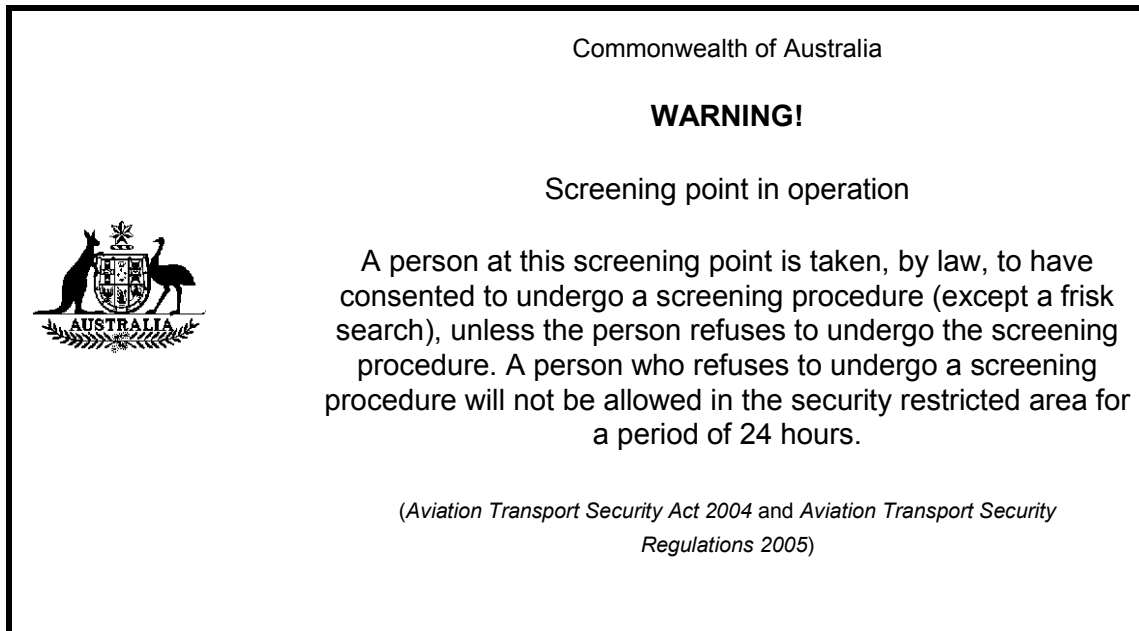 Commonwealth of Australia
WARNING!
Screening point in operation
AUSTRALIA
A person at this screening point is taken, by law, to have
consented to undergo a screening procedure (except a frisk
search), unless the person refuses to undergo the screening
procedure. A person who refuses to undergo a screening
procedure will not be allowed in the security restricted area for
a period of 24 hours.
(Aviation Transport Security Act 2004 and Aviation Transport Security
Regulations 2005)